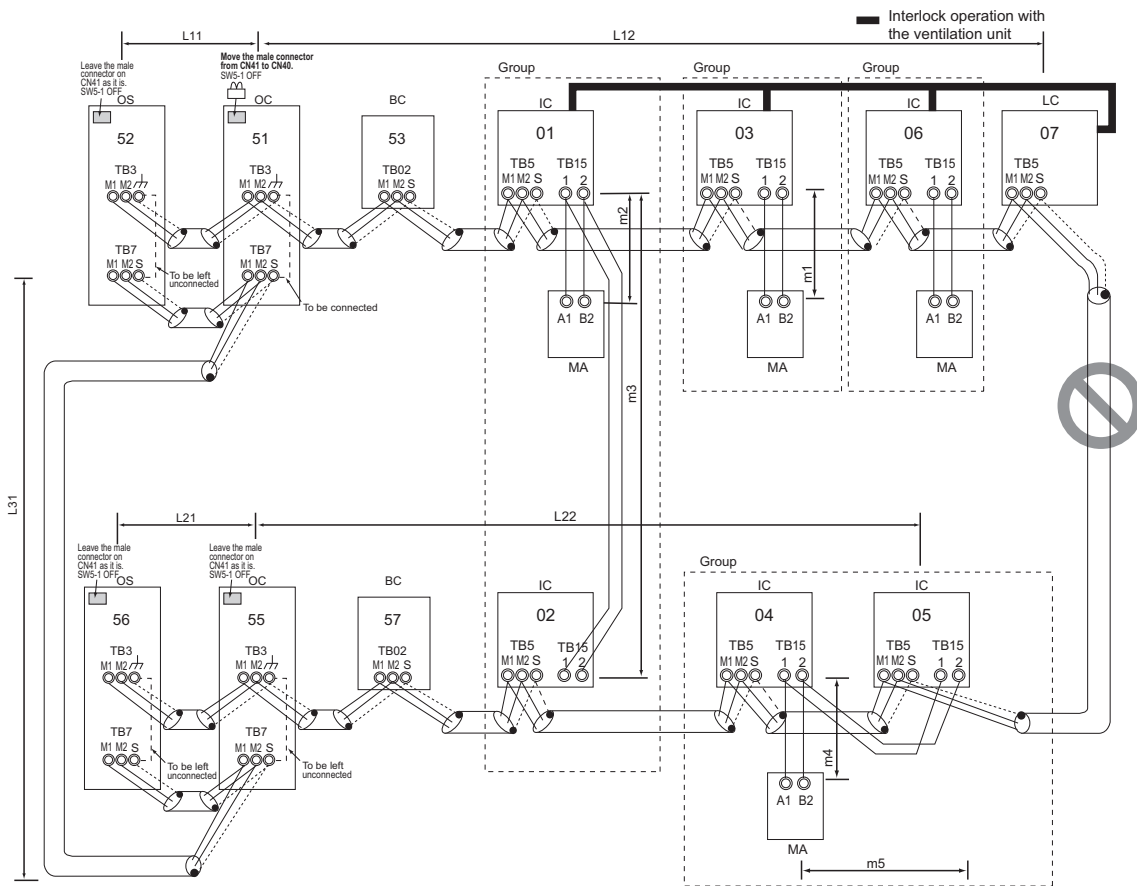 Interlock operation with
the ventilation unit
L11
L12
Leave the male
connector on
CN41 as it is.
SW5-1 OFF
Move the male connector
from CN41 to CN40.
SW5-1 OFF
Group
Group
Group
OS
OC
BC
IC
IC
IC
LC
52
51
53
01
03
06
07
TB3
TB3
TB02
TB5
TB15
TB5
TB15
TB5
TB15
TB5
M1 M2
M1 M2
M1 M2 S
M1 M2 S
1 2
M1 M2 S
1 2
M1 M2 S
1 2
M1 M2 S
m2
m1
TB7
TB7
M1 M2 S
M1 M2 S
To be left
unconnected
To be connected
A1 B2
A1 B2
A1 B2
MA
MA
MA
m3
L31
L21
L22
Leave the male
connector on
CN41 as it is.
SW5-1 OFF
Leave the male
connector on
CN41 as it is.
SW5-1 OFF
Group
OS
OC
BC
IC
IC
IC
56
55
57
02
04
05
TB3
TB3
TB02
TB5
TB15
TB5
TB15
TB5
TB15
M1 M2
M1 M2
M1 M2 S
M1 M2 S
1 2
M1 M2 S
1 2
M1 M2 S
1 2
TB7
TB7
M1 M2 S
M1 M2 S
To be left
unconnected
To be left
unconnected
m4
A1 B2
MA
m5